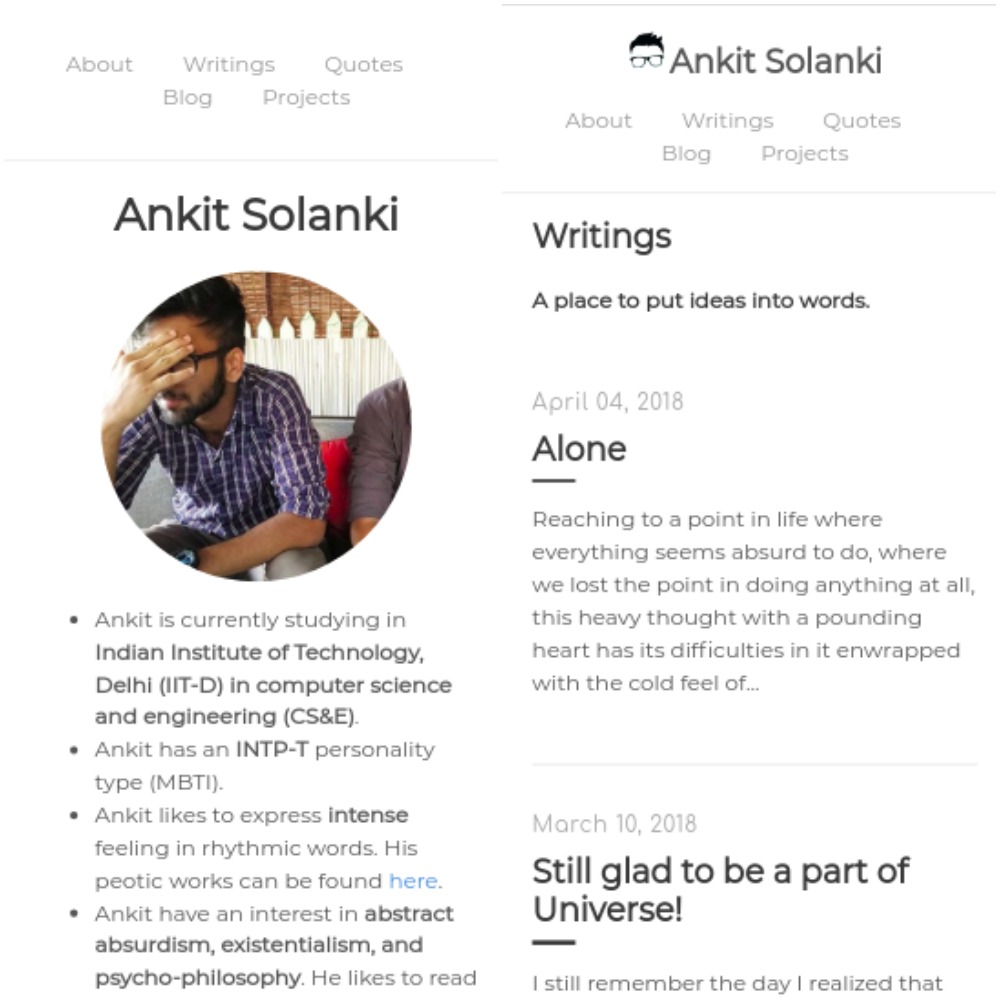 About Writings Quotes
Blog Projects
Ankit Solanki
• Ankit is currently studying in
Indian Institute of Technology,
Delhi (IIT-D) in computer science
and engineering (CS&E).
• Ankit has an INTP-T personality
type (MBTI).
• Ankit likes to express intense
feeling in rhythmic words. His
peotic works can be found here.
• Ankit have an interest in abstract
absurdism, existentialism, and
psycho-philosophy. He likes to read
Ankit Solanki
About Writings Quotes
Blog Projects
Writings
A place to put ideas into words.
April 04, 2018
Alone
Reaching to a point in life where
everything seems absurd to do, where
we lost the point in doing anything at all,
this heavy thought with a pounding
heart has its difficulties in it enwrapped
with the cold feel of...
March 10, 2018
Still glad to be a part of
Universe!
I still remember the day I realized that